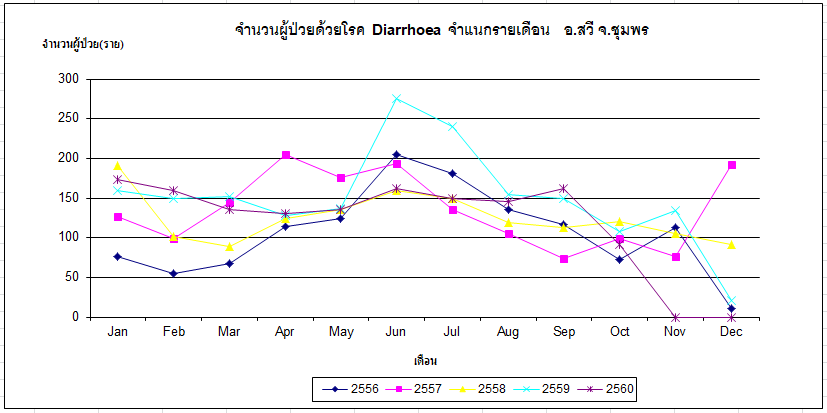 จำนวนผู้ป่วยด้วยโรค Diarrhoea จำแนกรายเดือน อ.สวี จ.ชุมพร
จำนวนผู้ป่วย(ราย)
300
250
200
150
100
50
0
Jan Feb Mar Apr May Jun Jul Aug Sep Oct Nov Dec
เดือน
2556 2557 2558 2559 2560